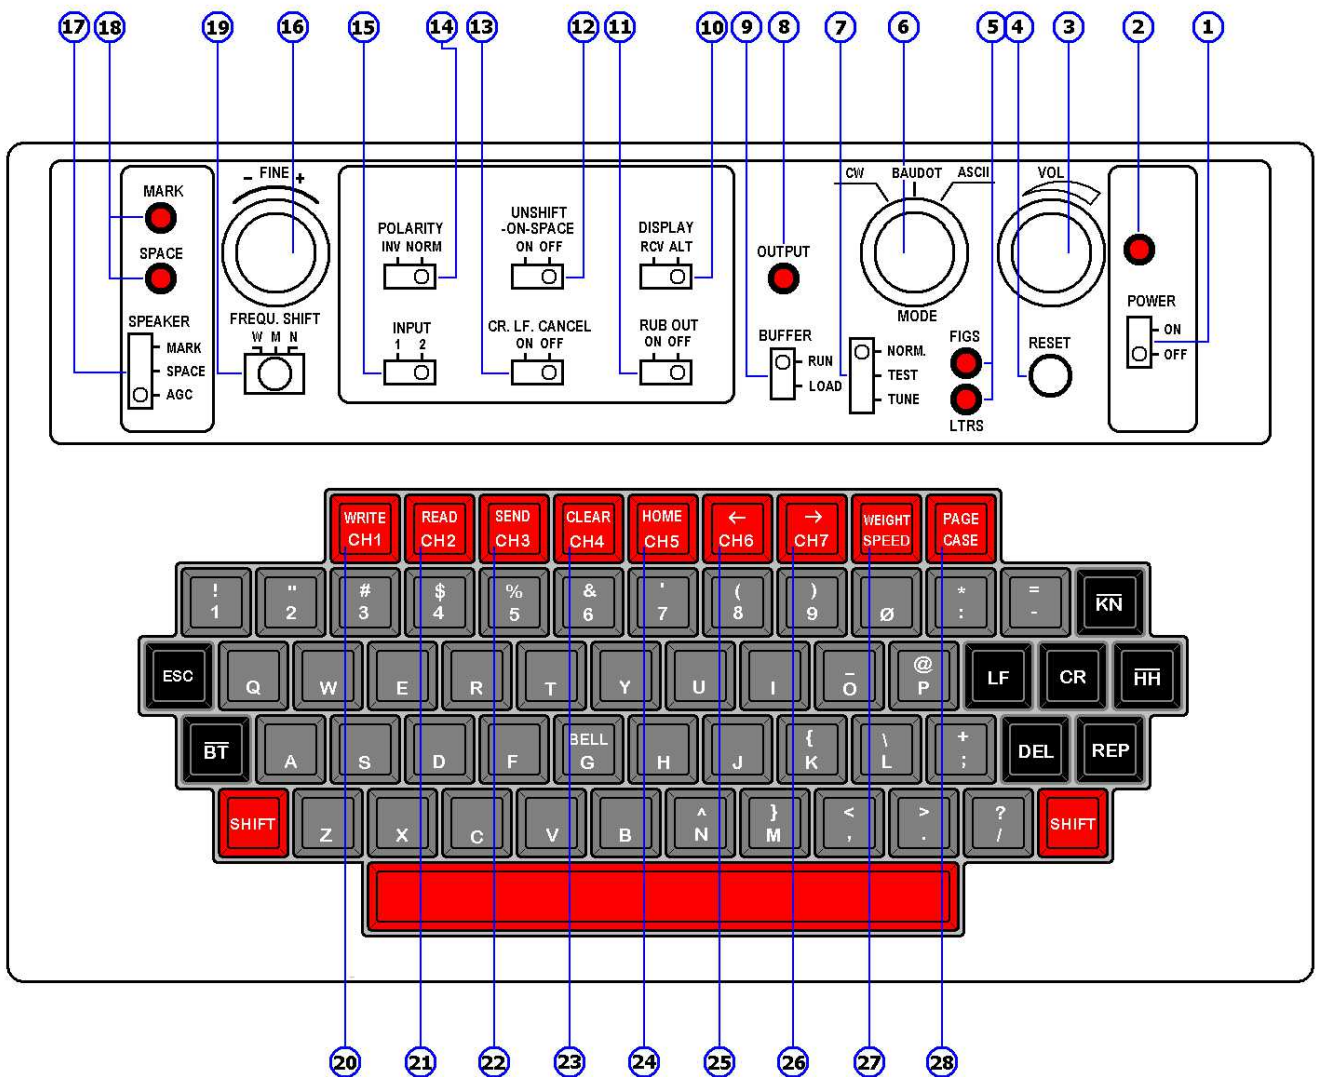 17 18 19 16 15 14 13 12 11 10 9 8 7 6 5 4 3 2 1
MARK
SPACE
SPEAKER
MARK
SPACE
AGC
- FINE +
FREQU. SHIFT
W M N
POLARITY
INV NORM
UNSHIFT
-ON-SPACE
ON OFF
DISPLAY
RCV ALT
INPUT
1 2
CR. LF. CANCEL
ON OFF
RUB OUT
ON OFF
OUTPUT
BUFFER
RUN
LOAD
CW BAUDOT ASCII
MODE
NORM.
TEST
TUNE
FIGS
LTRS
VOL
RESET
POWER
ON
OFF
WRITE READ SEND CLEAR HOME ← → WEIGHT PAGE
CH1 CH2 CH3 CH4 CH5 CH6 CH7 SPEED CASE
! " # $ % & ' ( ) * =
1 2 3 4 5 6 7 8 9 Ø : - K̅N̅
_ @
ESC Q W E R T Y U I O P LF CR H̅H̅
BELL { \ +
B̅T̅ A S D F G H J K L ; DEL REP
^ } < > ?
SHIFT Z X C V B N M , . / SHIFT
20 21 22 23 24 25 26 27 28